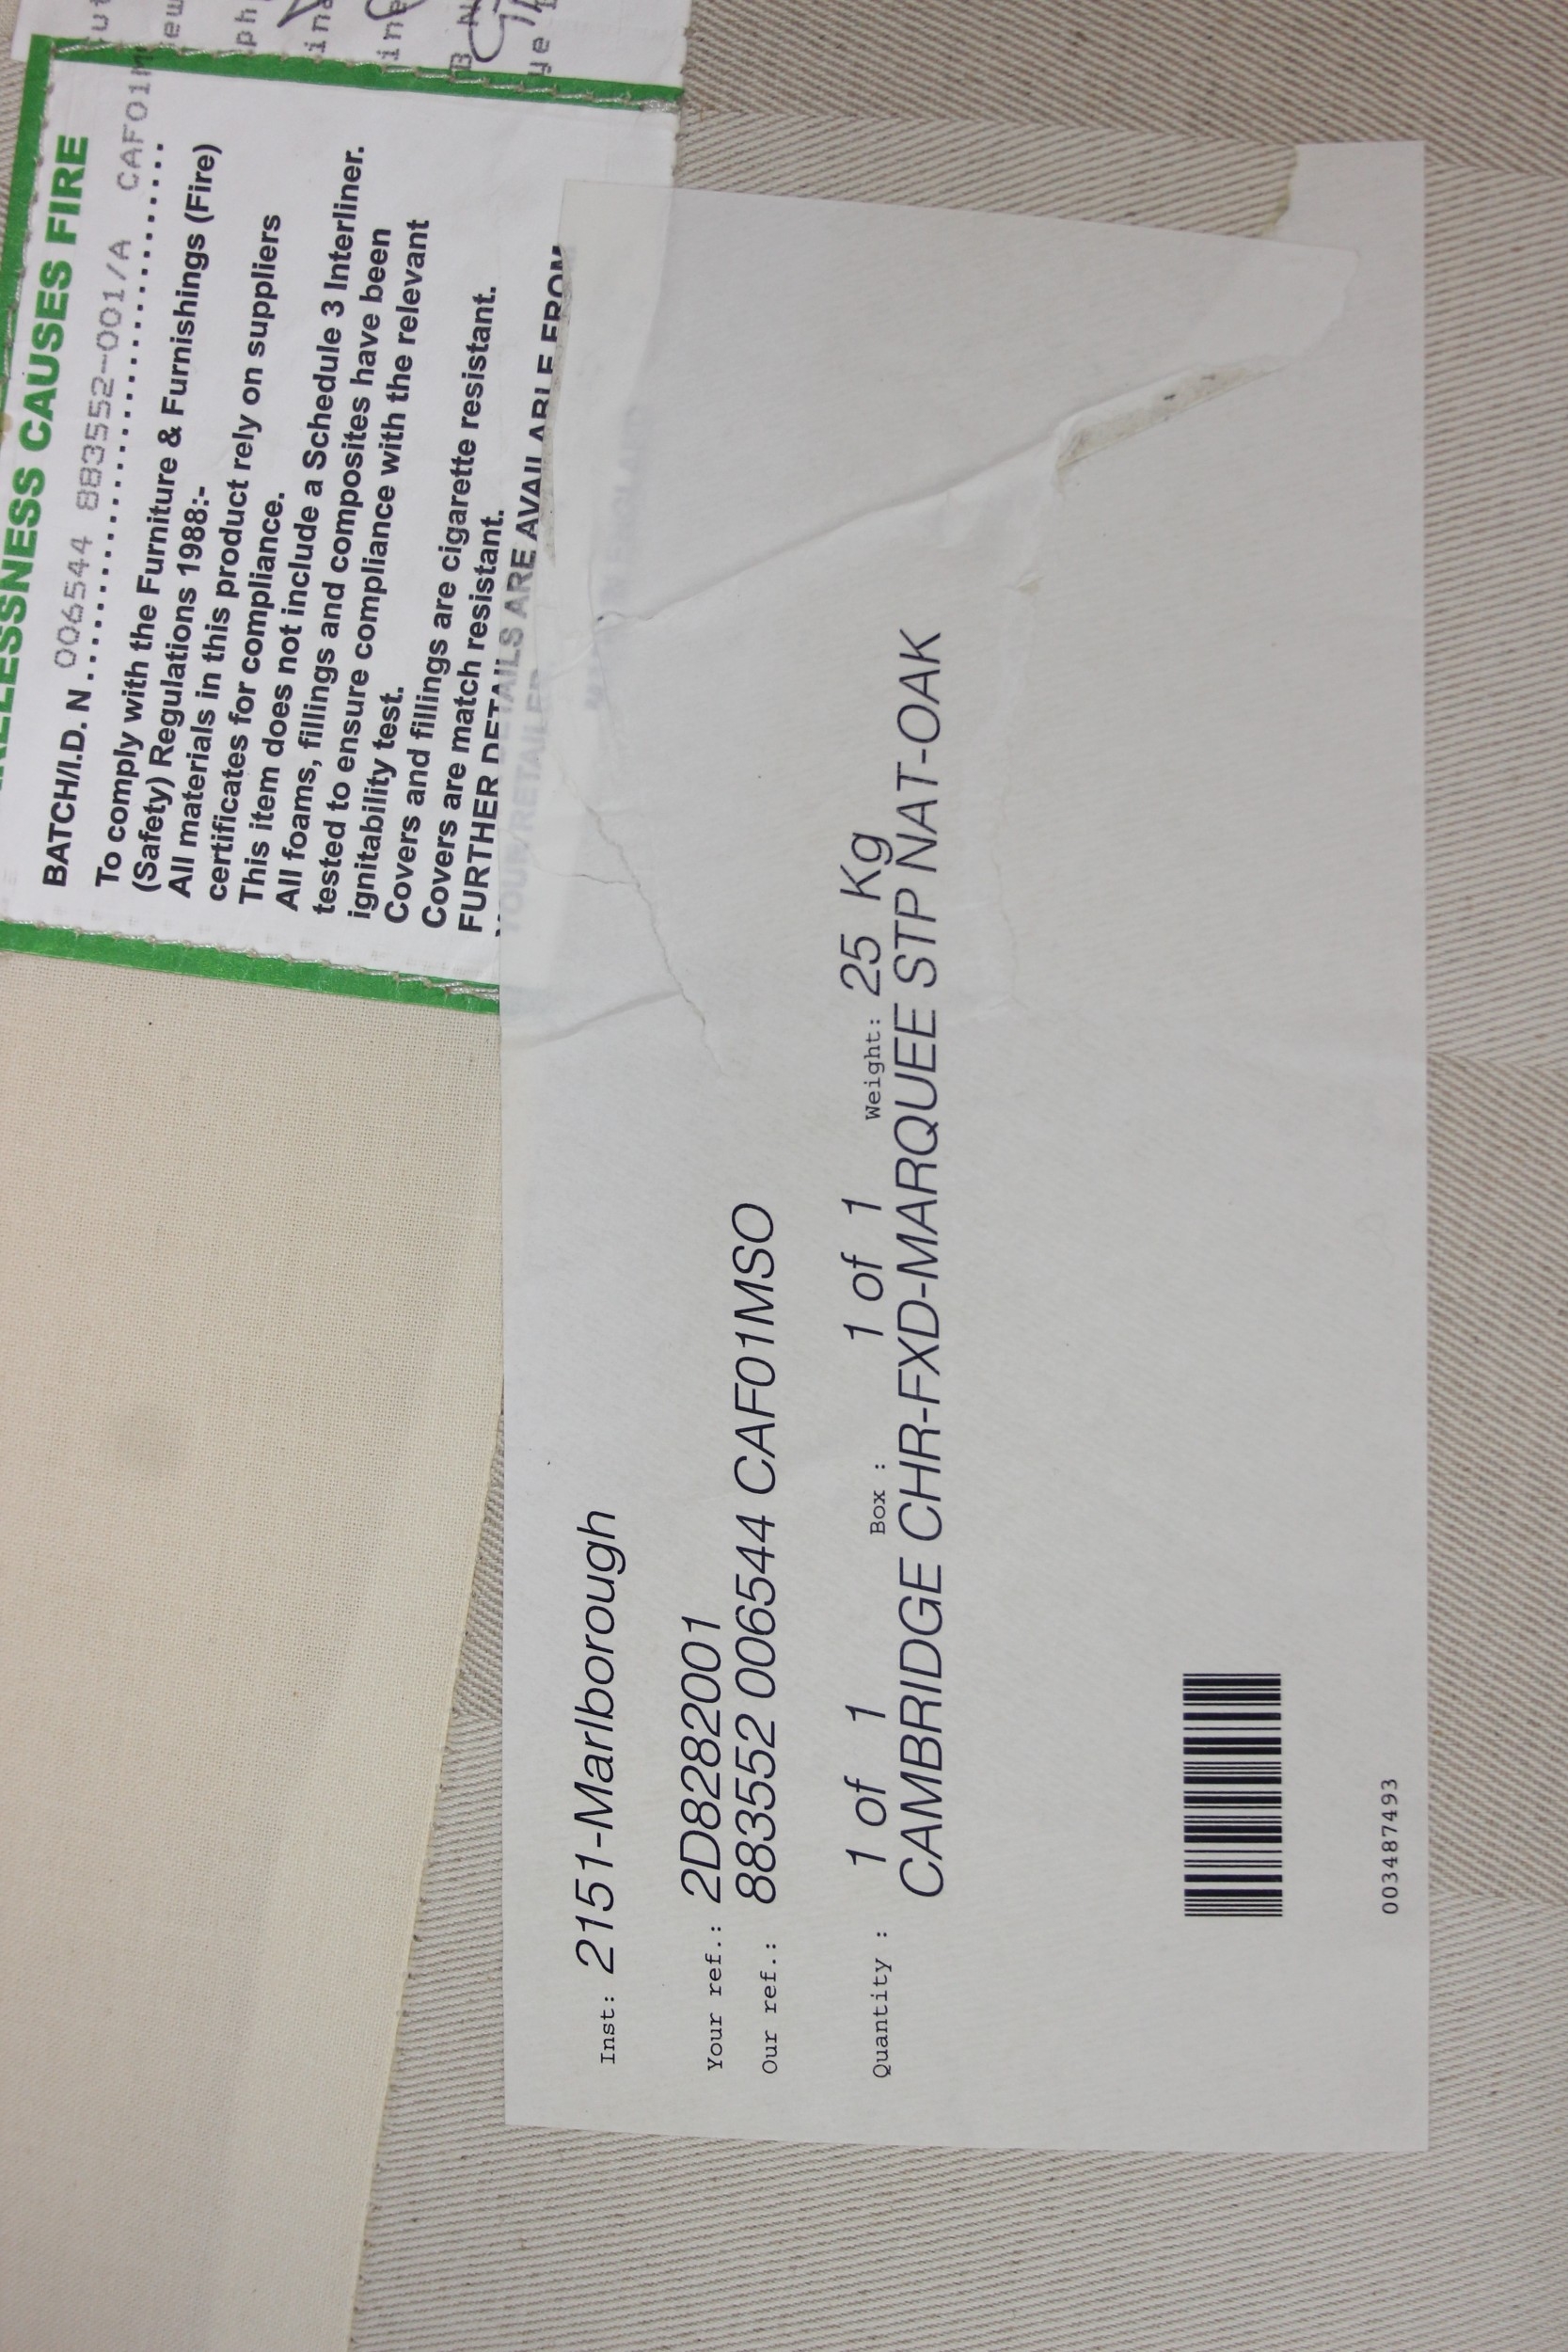 CAUSES FIRE
BATCH/I.D. N 006544 883552-001/A CAF01M
To comply with the Furniture & Furnishings (Fire)
(Safety) Regulations 1988:-
All materials in this product rely on suppliers
certificates for compliance.
This item does not include a Schedule 3 Interliner.
All foams, fillings and composites have been
tested to ensure compliance with the relevant
ignitability test.
Covers and fillings are cigarette resistant.
Covers are match resistant.
FURTHER DETAILS ARE AVAILABLE FROM
YOUR RETAILER
Inst: 2151-Marlborough
Your ref.: 2D8282001
Our ref.: 883552 006544 CAF01MSO
Quantity : 1 of 1 Box : 1 of 1 Weight: 25 Kg
CAMBRIDGE CHR-FXD-MARQUEE STP NAT-OAK
003487493